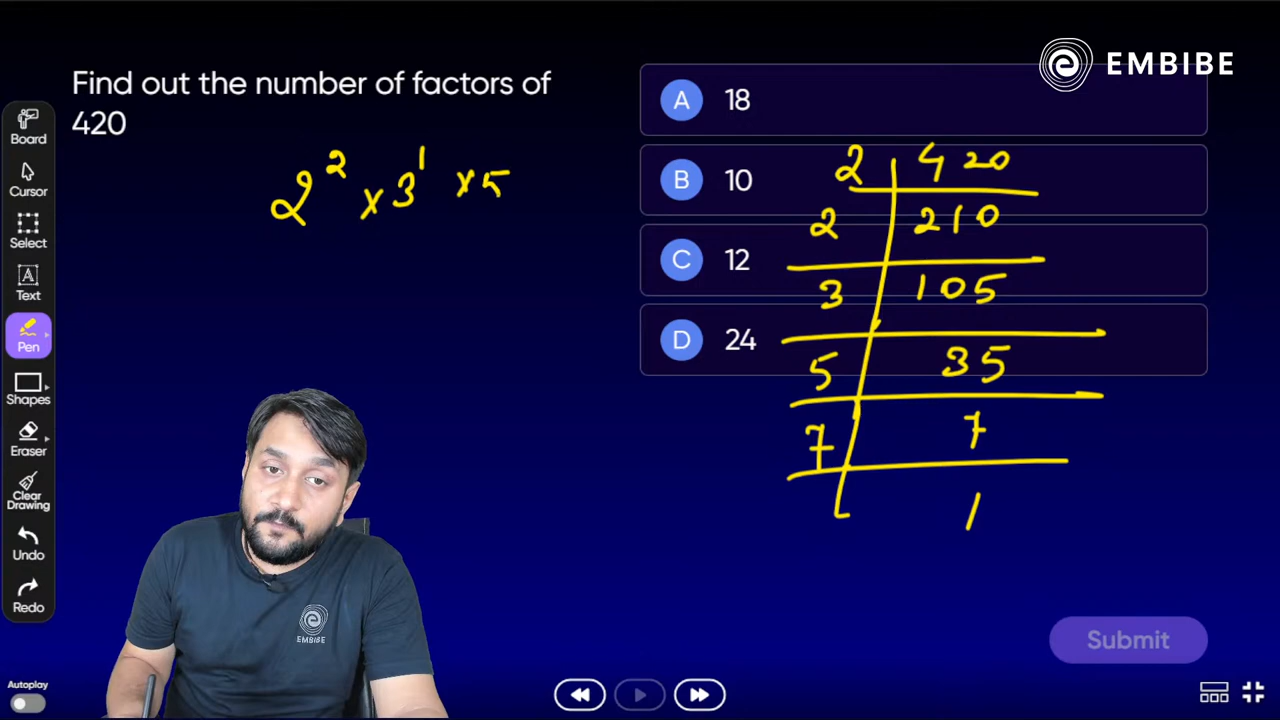 EMBIBE
Find out the number of factors of
420
2² × 3¹ × 5
A 18
B 10
C 12
D 24
2 420
2 210
3 105
5 35
7 7
1
Board
Cursor
Select
Text
Pen
Shapes
Eraser
Clear
Drawing
Undo
Redo
Autoplay
EMBIBE
Submit